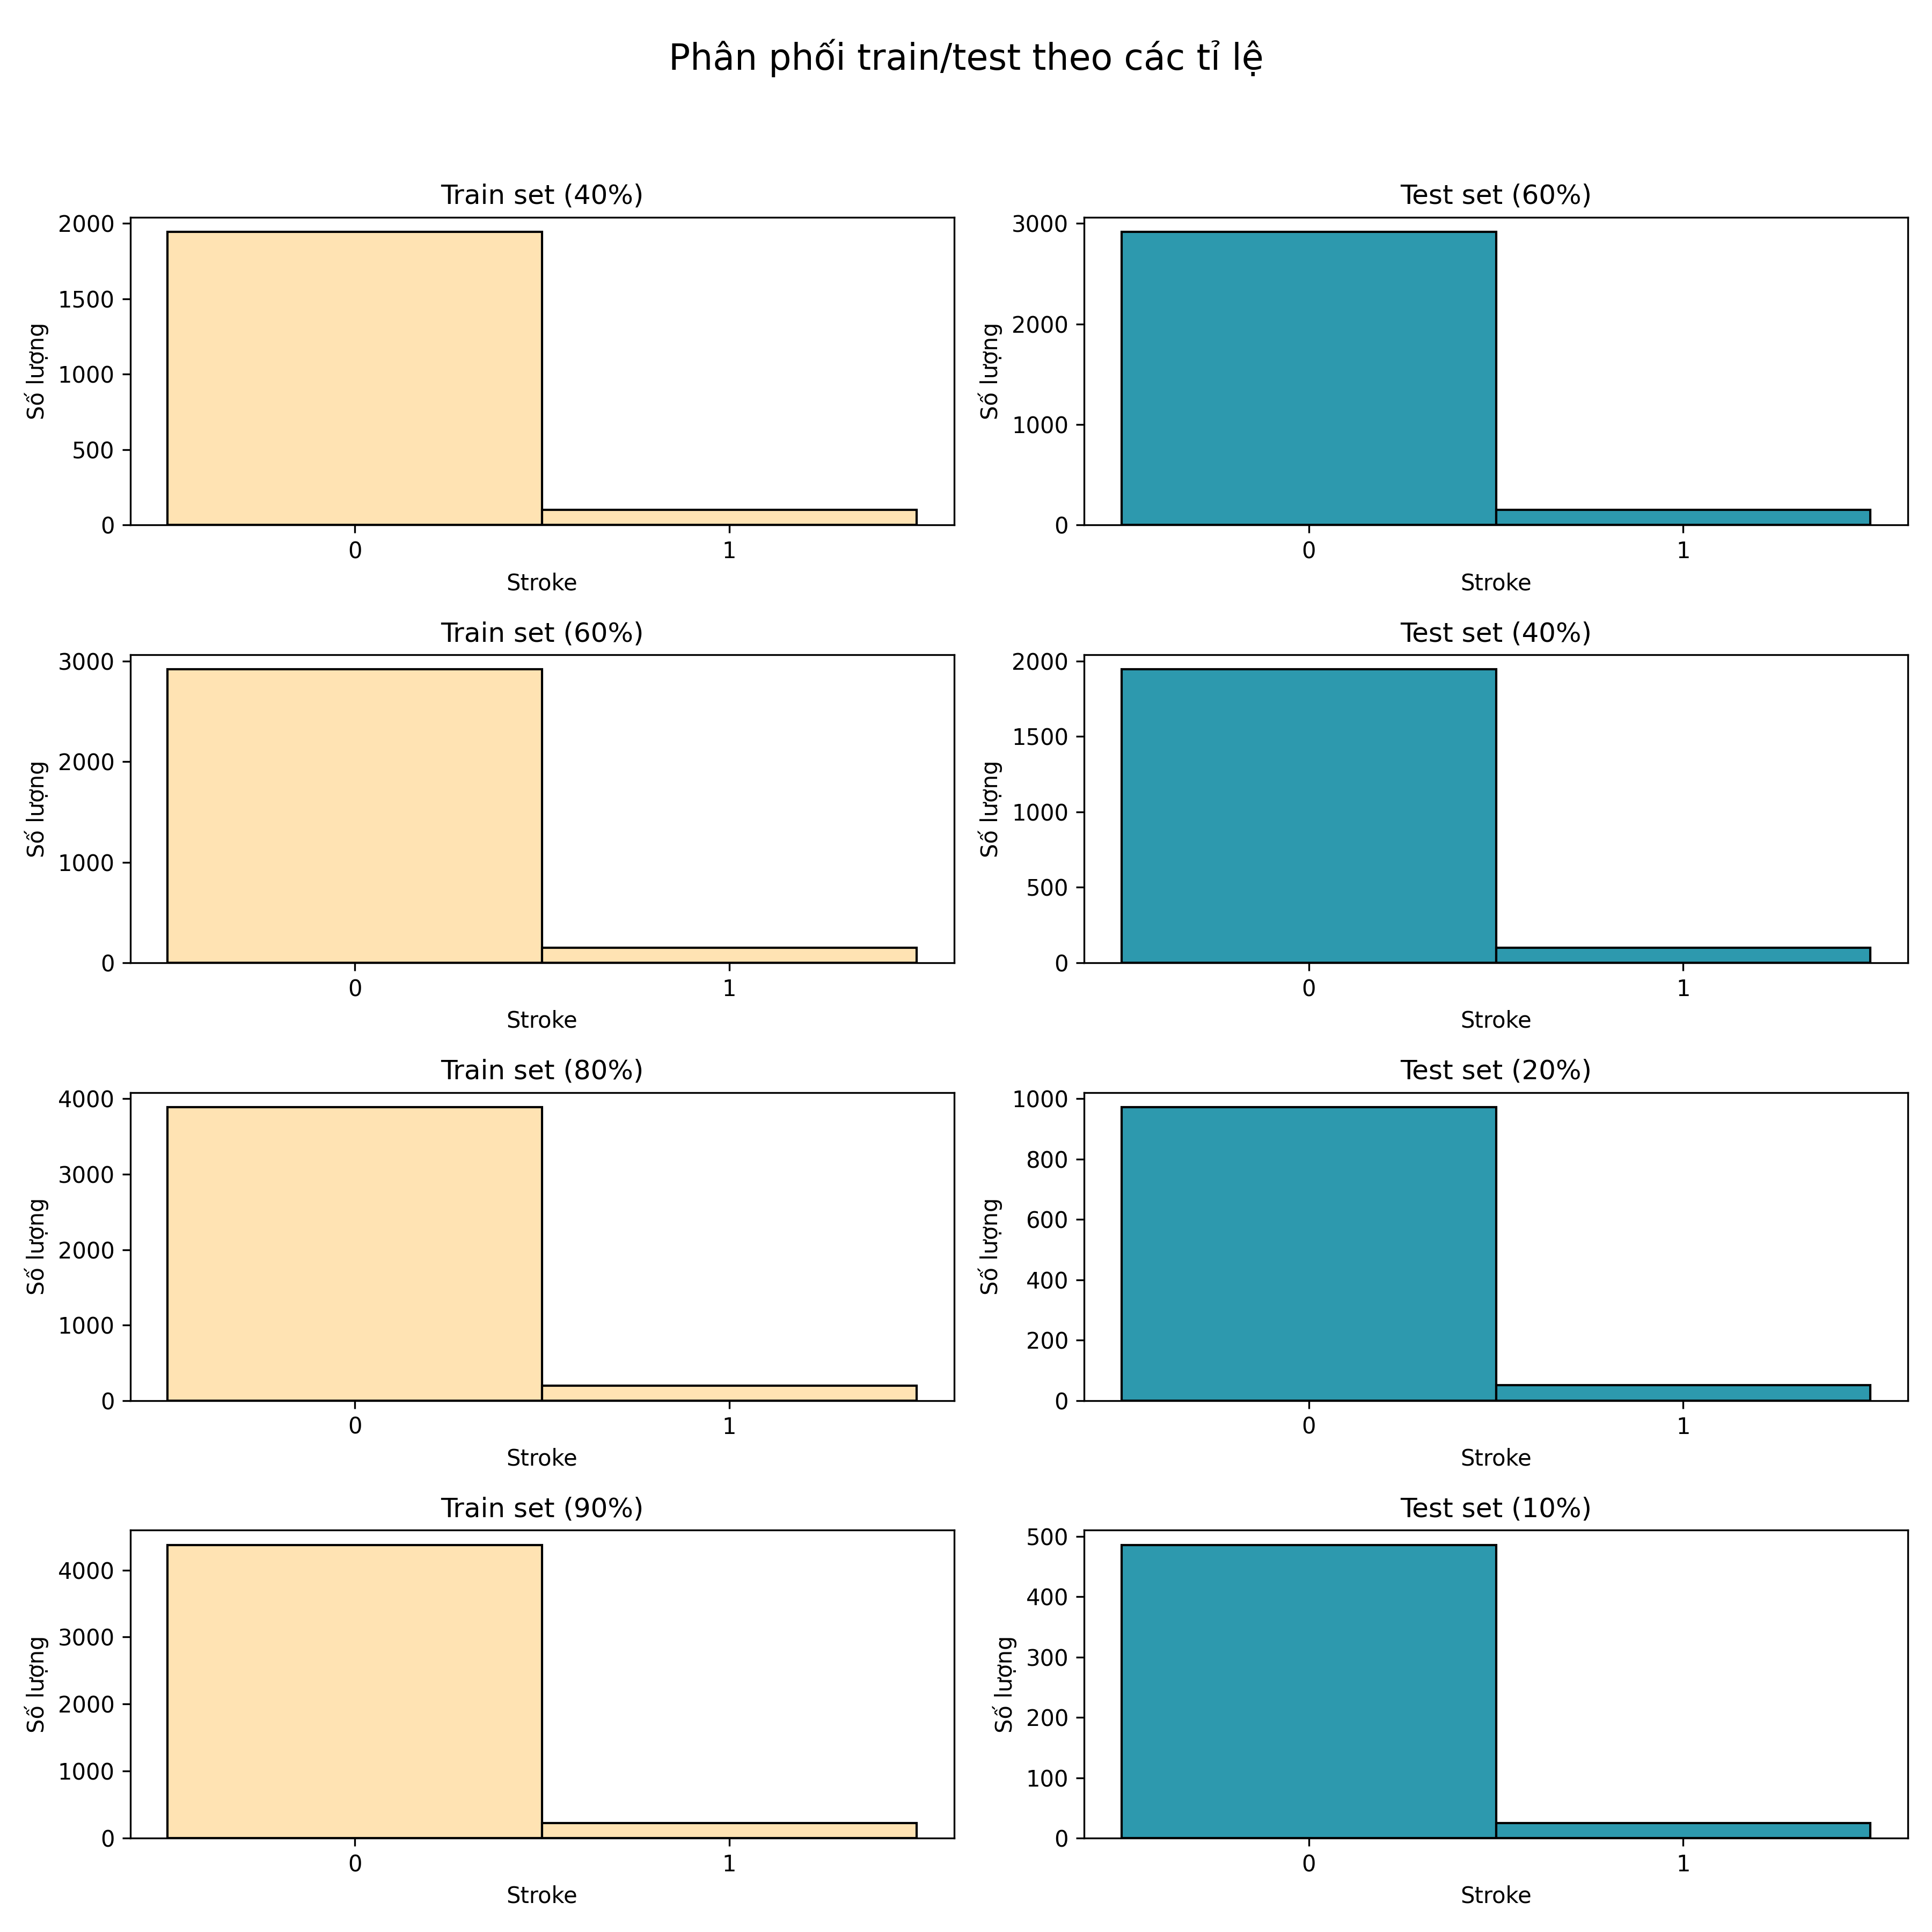 Phân phối train/test theo các tỉ lệ
Train set (40%)
2000
1500
1000
500
0
Số lượng
0 1
Stroke
Test set (60%)
3000
2000
1000
0
Số lượng
0 1
Stroke
Train set (60%)
3000
2000
1000
0
Số lượng
0 1
Stroke
Test set (40%)
2000
1500
1000
500
0
Số lượng
0 1
Stroke
Train set (80%)
4000
3000
2000
1000
0
Số lượng
0 1
Stroke
Test set (20%)
1000
800
600
400
200
0
Số lượng
0 1
Stroke
Train set (90%)
4000
3000
2000
1000
0
Số lượng
0 1
Stroke
Test set (10%)
500
400
300
200
100
0
Số lượng
0 1
Stroke